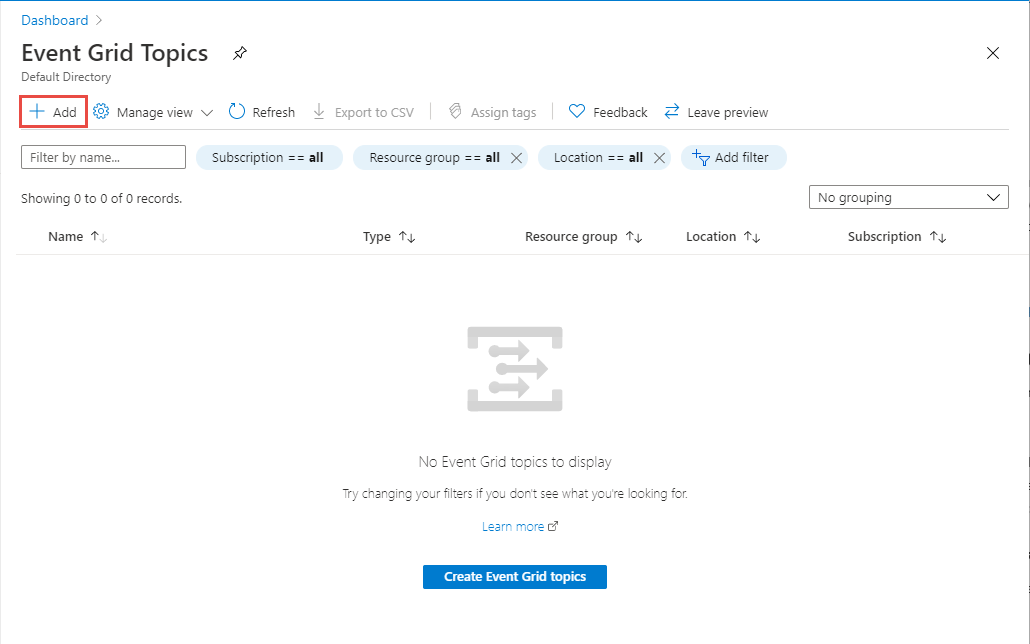 Dashboard
Event Grid Topics
Default Directory
Add Manage view Refresh Export to CSV Assign tags Feedback Leave preview
Filter by name... Subscription == all Resource group == all Location == all Add filter
Showing 0 to 0 of 0 records. No grouping
Name Type Resource group Location Subscription
No Event Grid topics to display
Try changing your filters if you don't see what you're looking for.
Learn more
Create Event Grid topics